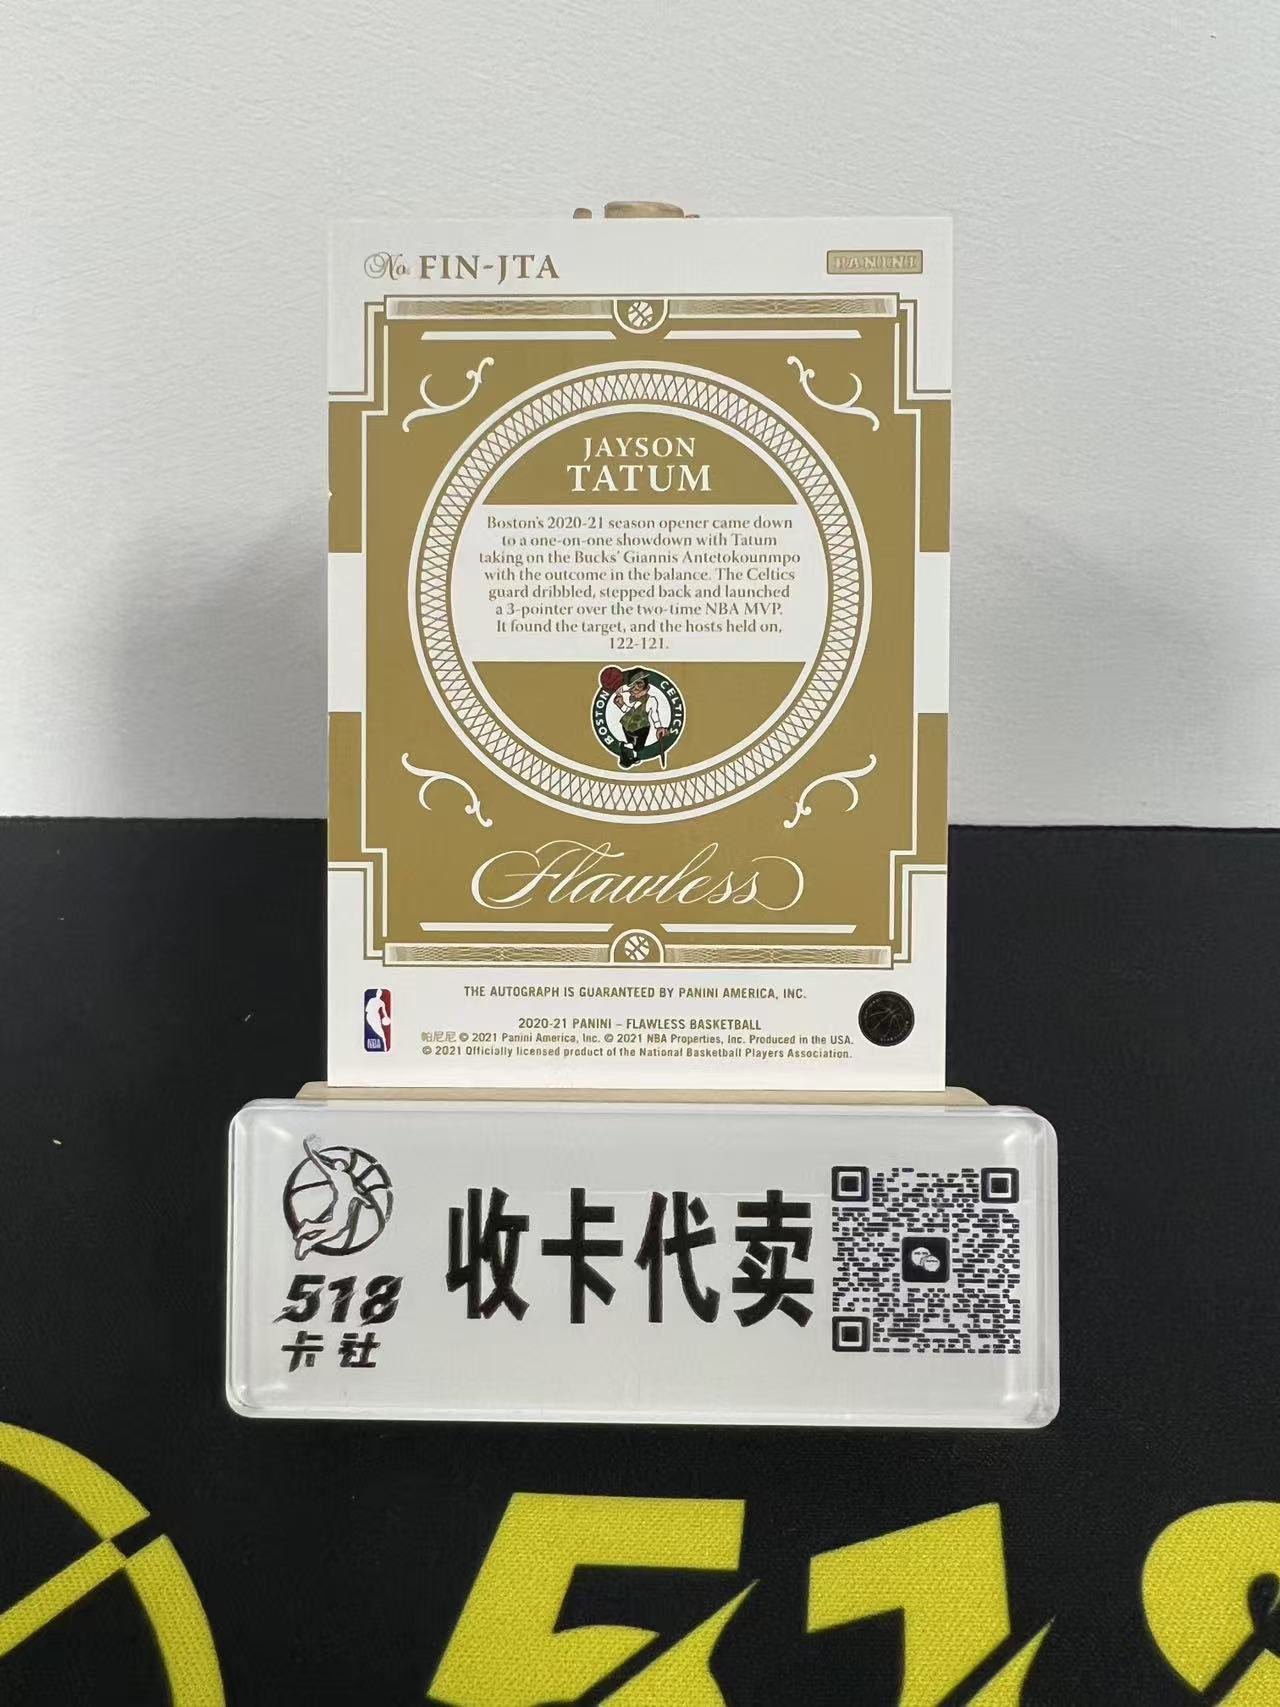 No. FIN-JTA
PANINI
JAYSON
TATUM
Boston's 2020-21 season opener came down
to a one-on-one showdown with Tatum
taking on the Bucks' Giannis Antetokounmpo
with the outcome in the balance. The Celtics
guard dribbled, stepped back and launched
a 3-pointer over the two-time NBA MVP.
It found the target, and the hosts held on,
122-121.
BOSTON CELTICS
Flawless
THE AUTOGRAPH IS GUARANTEED BY PANINI AMERICA, INC.
2020-21 PANINI – FLAWLESS BASKETBALL
帕尼尼 © 2021 Panini America, Inc. © 2021 NBA Properties, Inc. Produced in the USA.
© 2021 Officially licensed product of the National Basketball Players Association.
NBA
518
卡社
收卡代卖
518